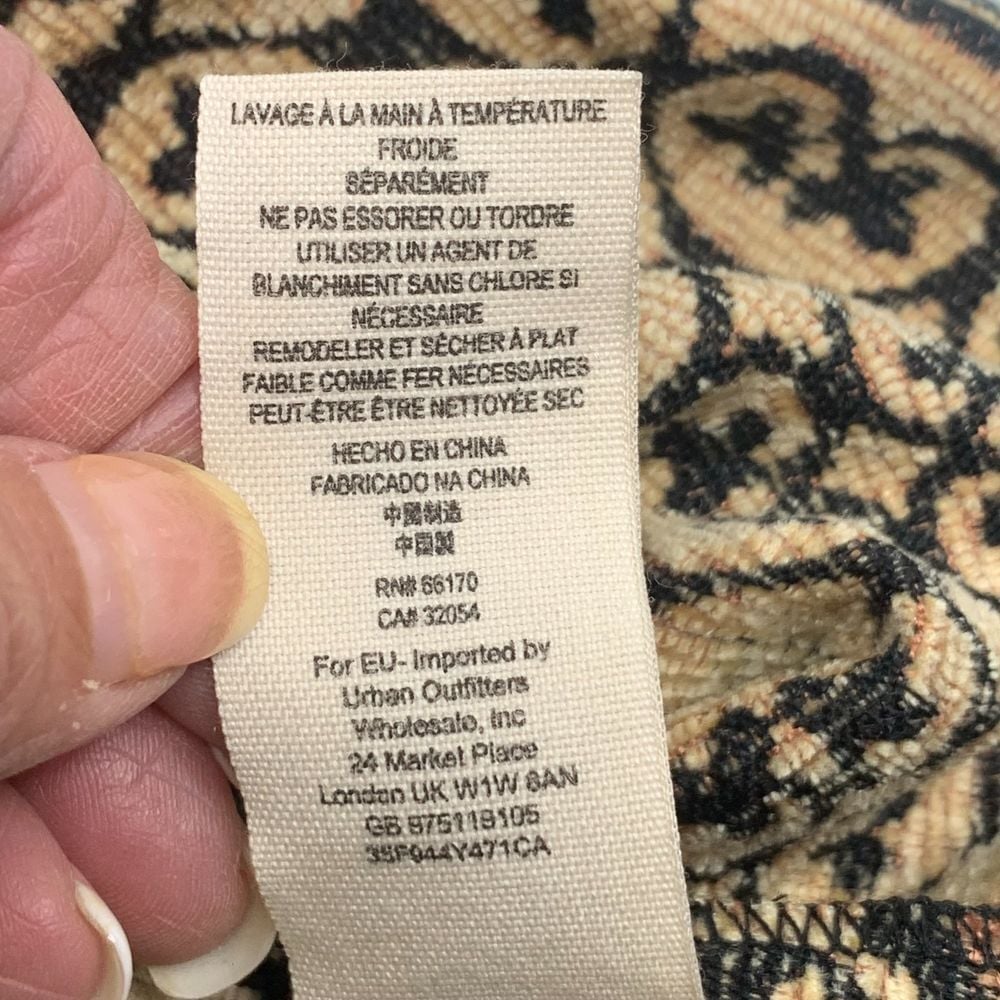 LAVAGE À LA MAIN À TEMPÉRATURE
FROIDE
SÉPARÉMENT
NE PAS ESSORER OU TORDRE
UTILISER UN AGENT DE
BLANCHIMENT SANS CHLORE SI
NÉCESSAIRE
REMODELER ET SÉCHER À PLAT
FAIBLE COMME FER NÉCESSAIRES
PEUT-ÊTRE ÊTRE NETTOYÉE SEC
HECHO EN CHINA
FABRICADO NA CHINA
中國制造
中国製
RN# 66170
CA# 32054
For EU- Imported by
Urban Outfitters
Wholesale, Inc
24 Market Place
London UK W1W 8AN
GB 975119105
35F944Y471CA